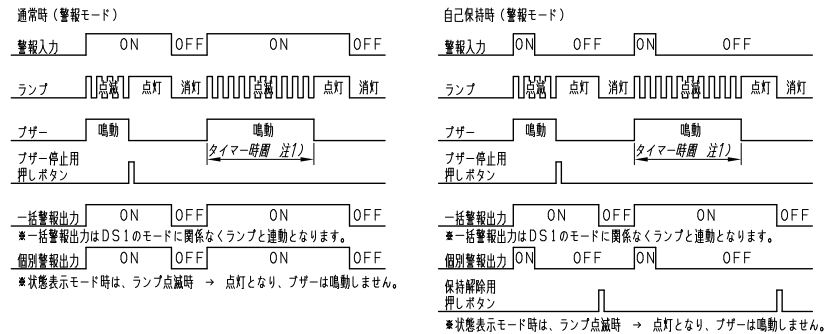 通常時（警報モード）
警報入力 ON OFF ON OFF
ランプ 点滅 点灯 消灯 点滅 点灯 消灯
ブザー 鳴動 鳴動
タイマー時間 注1）
ブザー停止用
押しボタン
一括警報出力 ON OFF ON OFF
※一括警報出力はDS1のモードに関係なくランプと連動となります。
個別警報出力 ON OFF ON OFF
※状態表示モード時は、ランプ点滅時 → 点灯となり、ブザーは鳴動しません。
自己保持時（警報モード）
警報入力 ON OFF ON OFF
ランプ 点滅 点灯 消灯 点滅 点灯 消灯
ブザー 鳴動 鳴動
タイマー時間 注1）
ブザー停止用
押しボタン
一括警報出力 ON OFF ON OFF
※一括警報出力はDS1のモードに関係なくランプと連動となります。
個別警報出力 ON OFF ON OFF
保持解除用
押しボタン
※状態表示モード時は、ランプ点滅時 → 点灯となり、ブザーは鳴動しません。